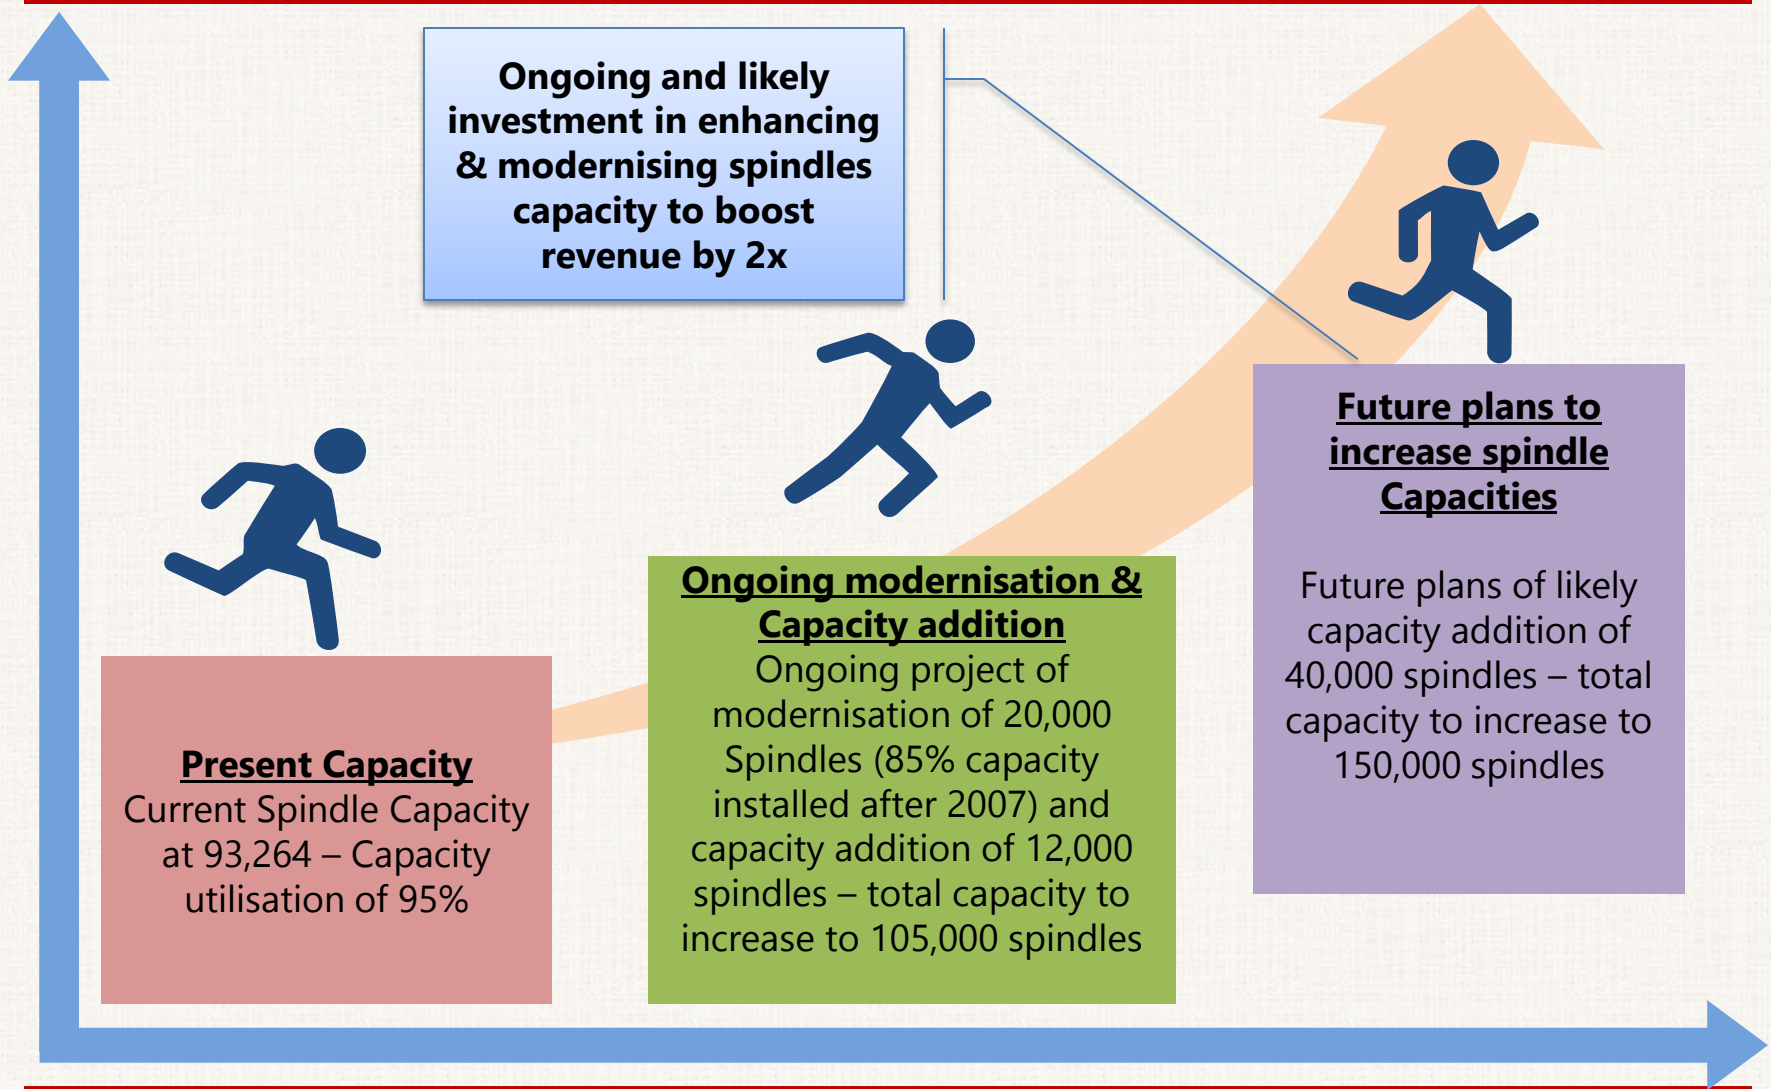 Ongoing and likely
investment in enhancing
& modernising spindles
capacity to boost
revenue by 2x
Present Capacity
Current Spindle Capacity
at 93,264 – Capacity
utilisation of 95%
Ongoing modernisation &
Capacity addition
Ongoing project of
modernisation of 20,000
Spindles (85% capacity
installed after 2007) and
capacity addition of 12,000
spindles – total capacity to
increase to 105,000 spindles
Future plans to
increase spindle
Capacities
Future plans of likely
capacity addition of
40,000 spindles – total
capacity to increase to
150,000 spindles